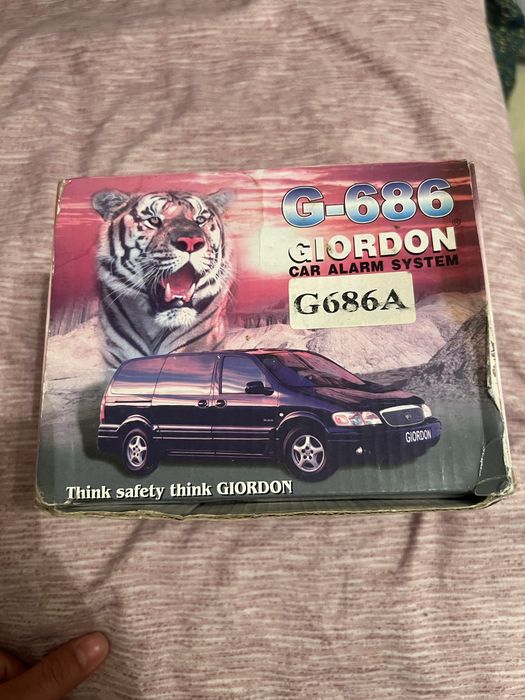 G-686
GIORDON
CAR ALARM SYSTEM
G686A
GIORDON
Think safety think GIORDON